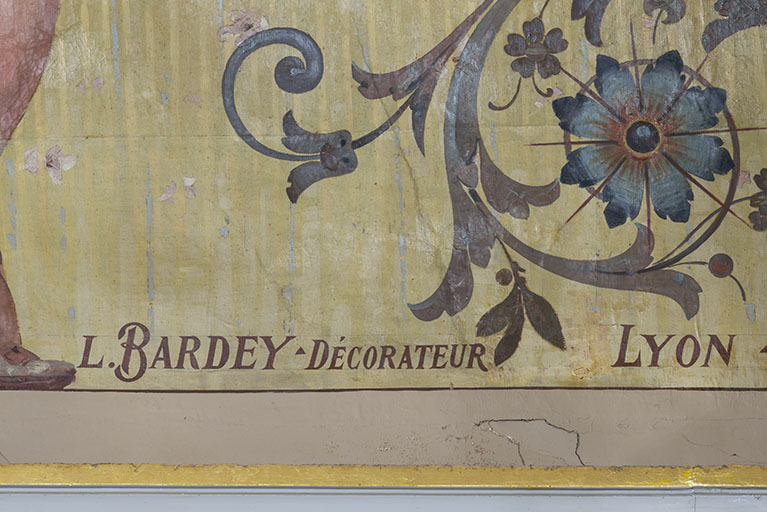 L. BARDEY - DÉCORATEUR LYON -